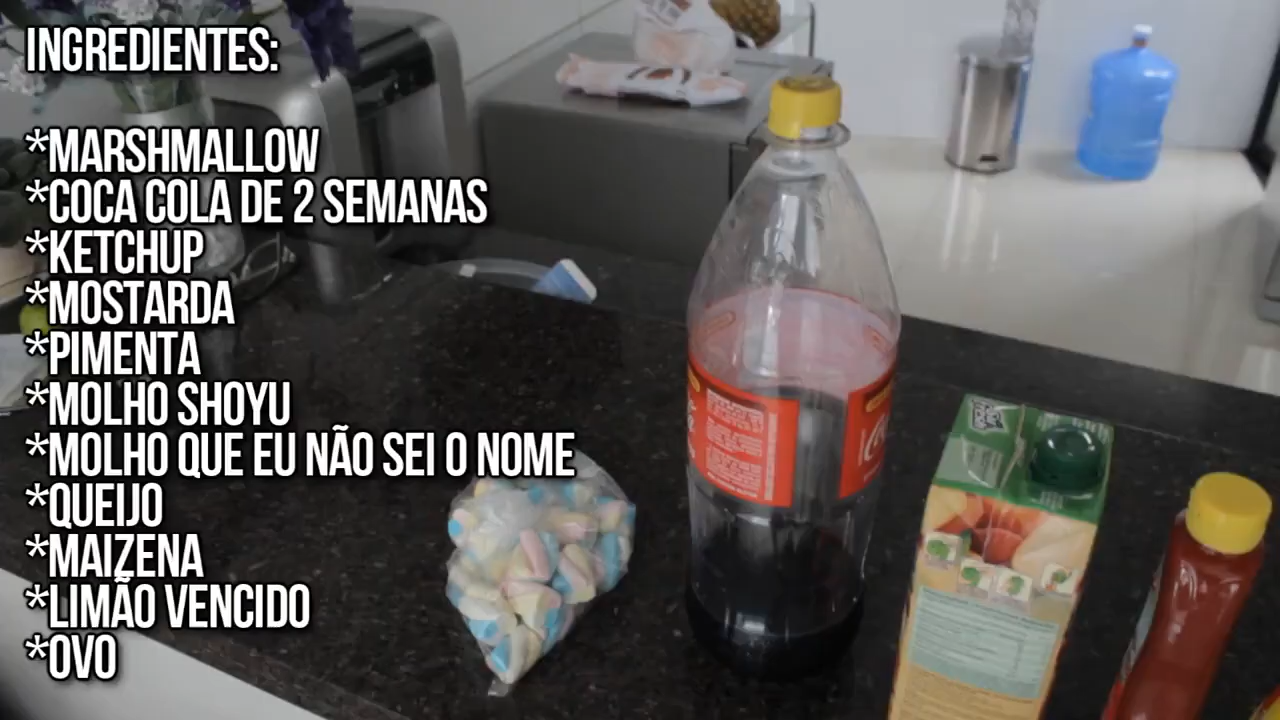 INGREDIENTES:
*MARSHMALLOW
*COCA COLA DE 2 SEMANAS
*KETCHUP
*MOSTARDA
*PIMENTA
*MOLHO SHOYU
*MOLHO QUE EU NÃO SEI O NOME
*QUEIJO
*MAIZENA
*LIMÃO VENCIDO
*OVO